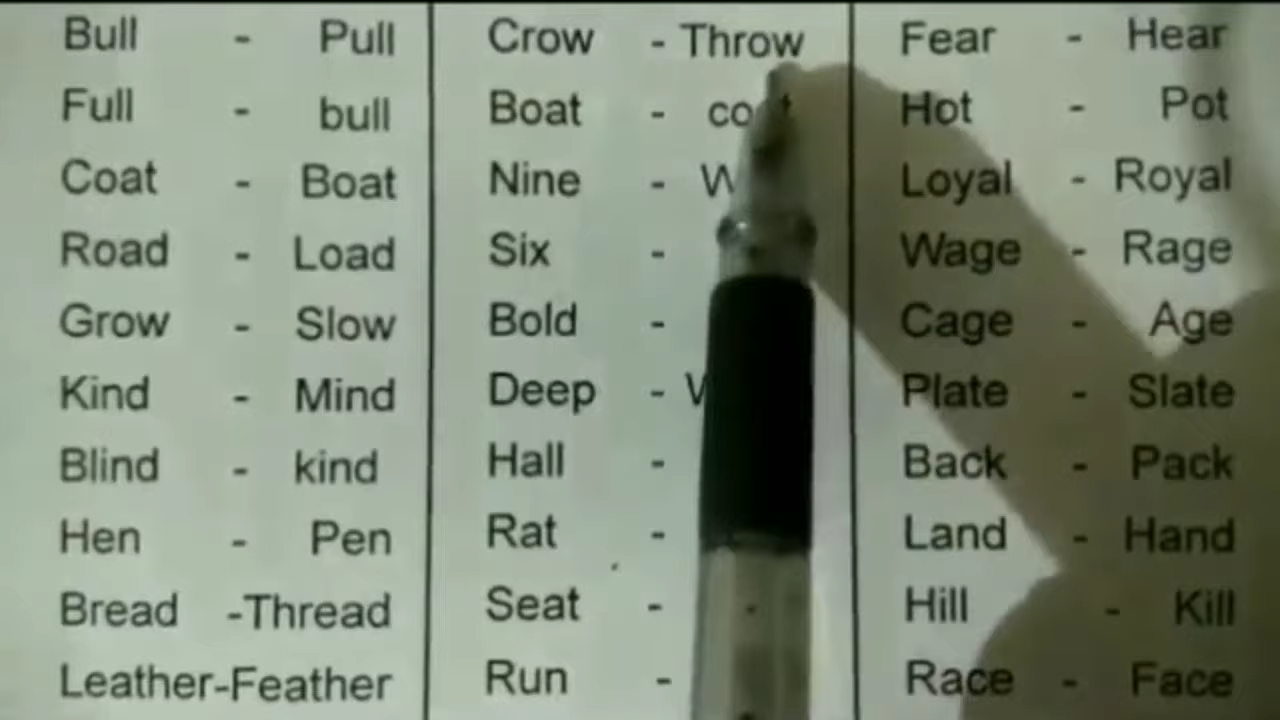 Bull - Pull
Full - bull
Coat - Boat
Road - Load
Grow - Slow
Kind - Mind
Blind - kind
Hen - Pen
Bread -Thread
Leather-Feather
Crow - Throw
Boat -
Nine -
Six -
Bold -
Deep -
Hall -
Rat -
Seat -
Run -
Fear - Hear
Hot - Pot
Loyal - Royal
Wage - Rage
Cage - Age
Plate - Slate
Back - Pack
Land - Hand
Hill - Kill
Race - Face